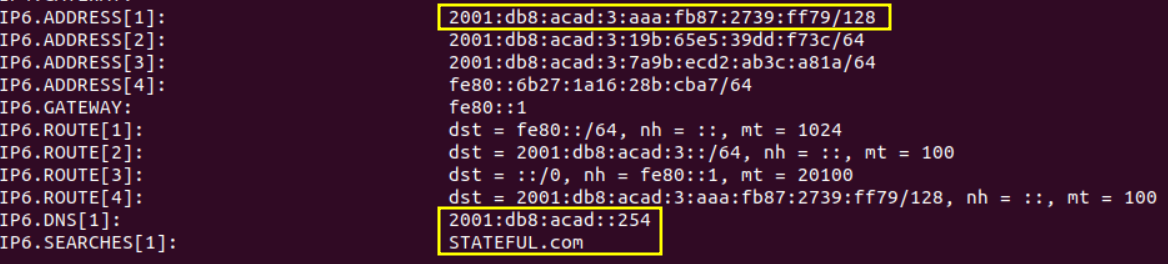 IP6.ADDRESS[1]: 2001:db8:acad:3:aaa:fb87:2739:ff79/128
IP6.ADDRESS[2]: 2001:db8:acad:3:19b:65e5:39dd:f73c/64
IP6.ADDRESS[3]: 2001:db8:acad:3:7a9b:ecd2:ab3c:a81a/64
IP6.ADDRESS[4]: fe80::6b27:1a16:28b:cba7/64
IP6.GATEWAY: fe80::1
IP6.ROUTE[1]: dst = fe80::/64, nh = ::, mt = 1024
IP6.ROUTE[2]: dst = 2001:db8:acad:3::/64, nh = ::, mt = 100
IP6.ROUTE[3]: dst = ::/0, nh = fe80::1, mt = 20100
IP6.ROUTE[4]: dst = 2001:db8:acad:3:aaa:fb87:2739:ff79/128, nh = ::, mt = 100
IP6.DNS[1]: 2001:db8:acad::254
IP6.SEARCHES[1]: STATEFUL.com